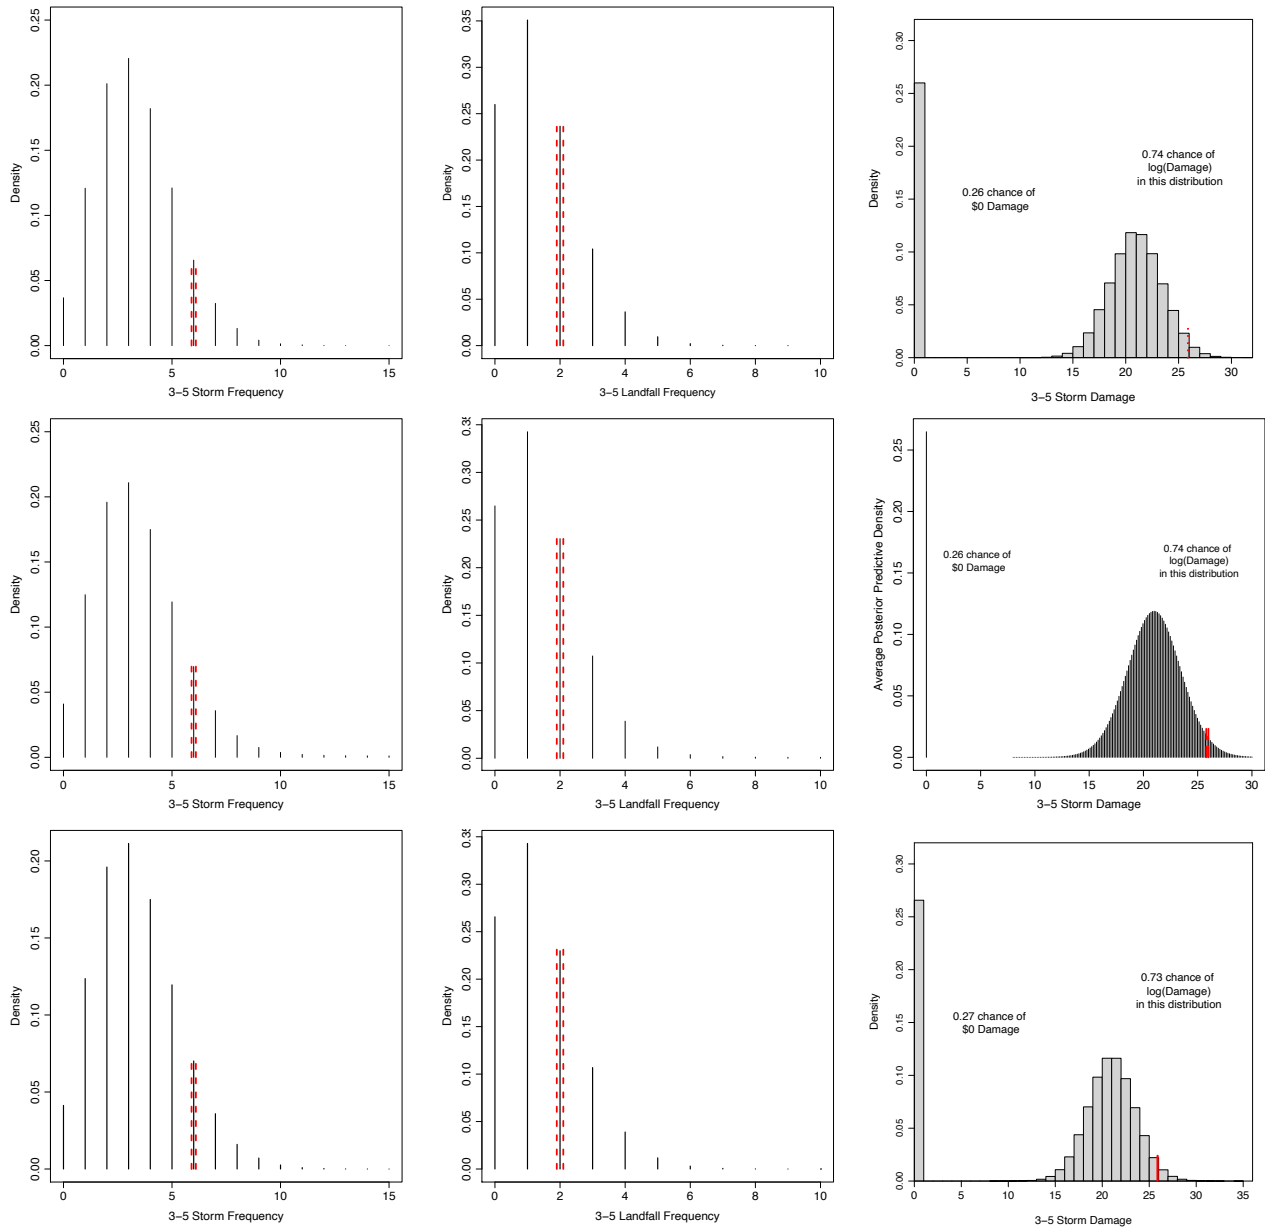 0.00 0.05 0.10 0.15 0.20 0.25
Density
0 5 10 15
3−5 Storm Frequency
0.00 0.05 0.10 0.15 0.20 0.25 0.30 0.35
Density
0 2 4 6 8 10
3−5 Landfall Frequency
0.00 0.05 0.10 0.15 0.20 0.25 0.30
Density
0.26 chance of
$0 Damage
0.74 chance of
log(Damage)
in this distribution
0 5 10 15 20 25 30
3−5 Storm Damage
0.00 0.05 0.10 0.15 0.20 0.25
Density
0 5 10 15
3−5 Storm Frequency
0.00 0.05 0.10 0.15 0.20 0.25 0.30 0.35
Density
0 2 4 6 8 10
3−5 Landfall Frequency
0.00 0.05 0.10 0.15 0.20 0.25
Average Posterior Predictive Density
0.26 chance of
$0 Damage
0.74 chance of
log(Damage)
in this distribution
0 5 10 15 20 25 30
3−5 Storm Damage
0.00 0.05 0.10 0.15 0.20
Density
0 5 10 15
3−5 Storm Frequency
0.00 0.05 0.10 0.15 0.20 0.25 0.30 0.35
Density
0 2 4 6 8 10
3−5 Landfall Frequency
0.00 0.05 0.10 0.15 0.20 0.25 0.30
Density
0.27 chance of
$0 Damage
0.73 chance of
log(Damage)
in this distribution
0 5 10 15 20 25 30 35
3−5 Storm Damage